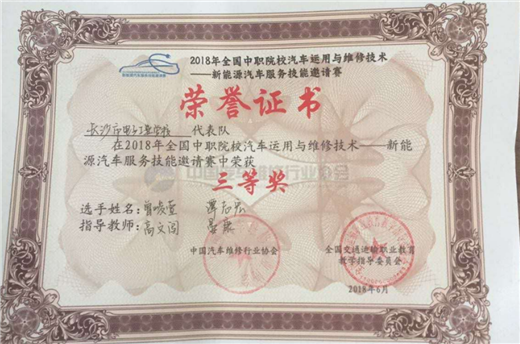 2018年全国中职院校汽车运用与维修技术
——新能源汽车服务技能邀请赛
荣誉证书
长沙市电子工业学校 代表队
在2018年全国中职院校汽车运用与维修技术——新能
源汽车服务技能邀请赛中荣获
三等奖
选手姓名:
指导教师:高文国
中国汽车维修行业协会
全国交通运输职业教育
教学指导委员会
2018年6月